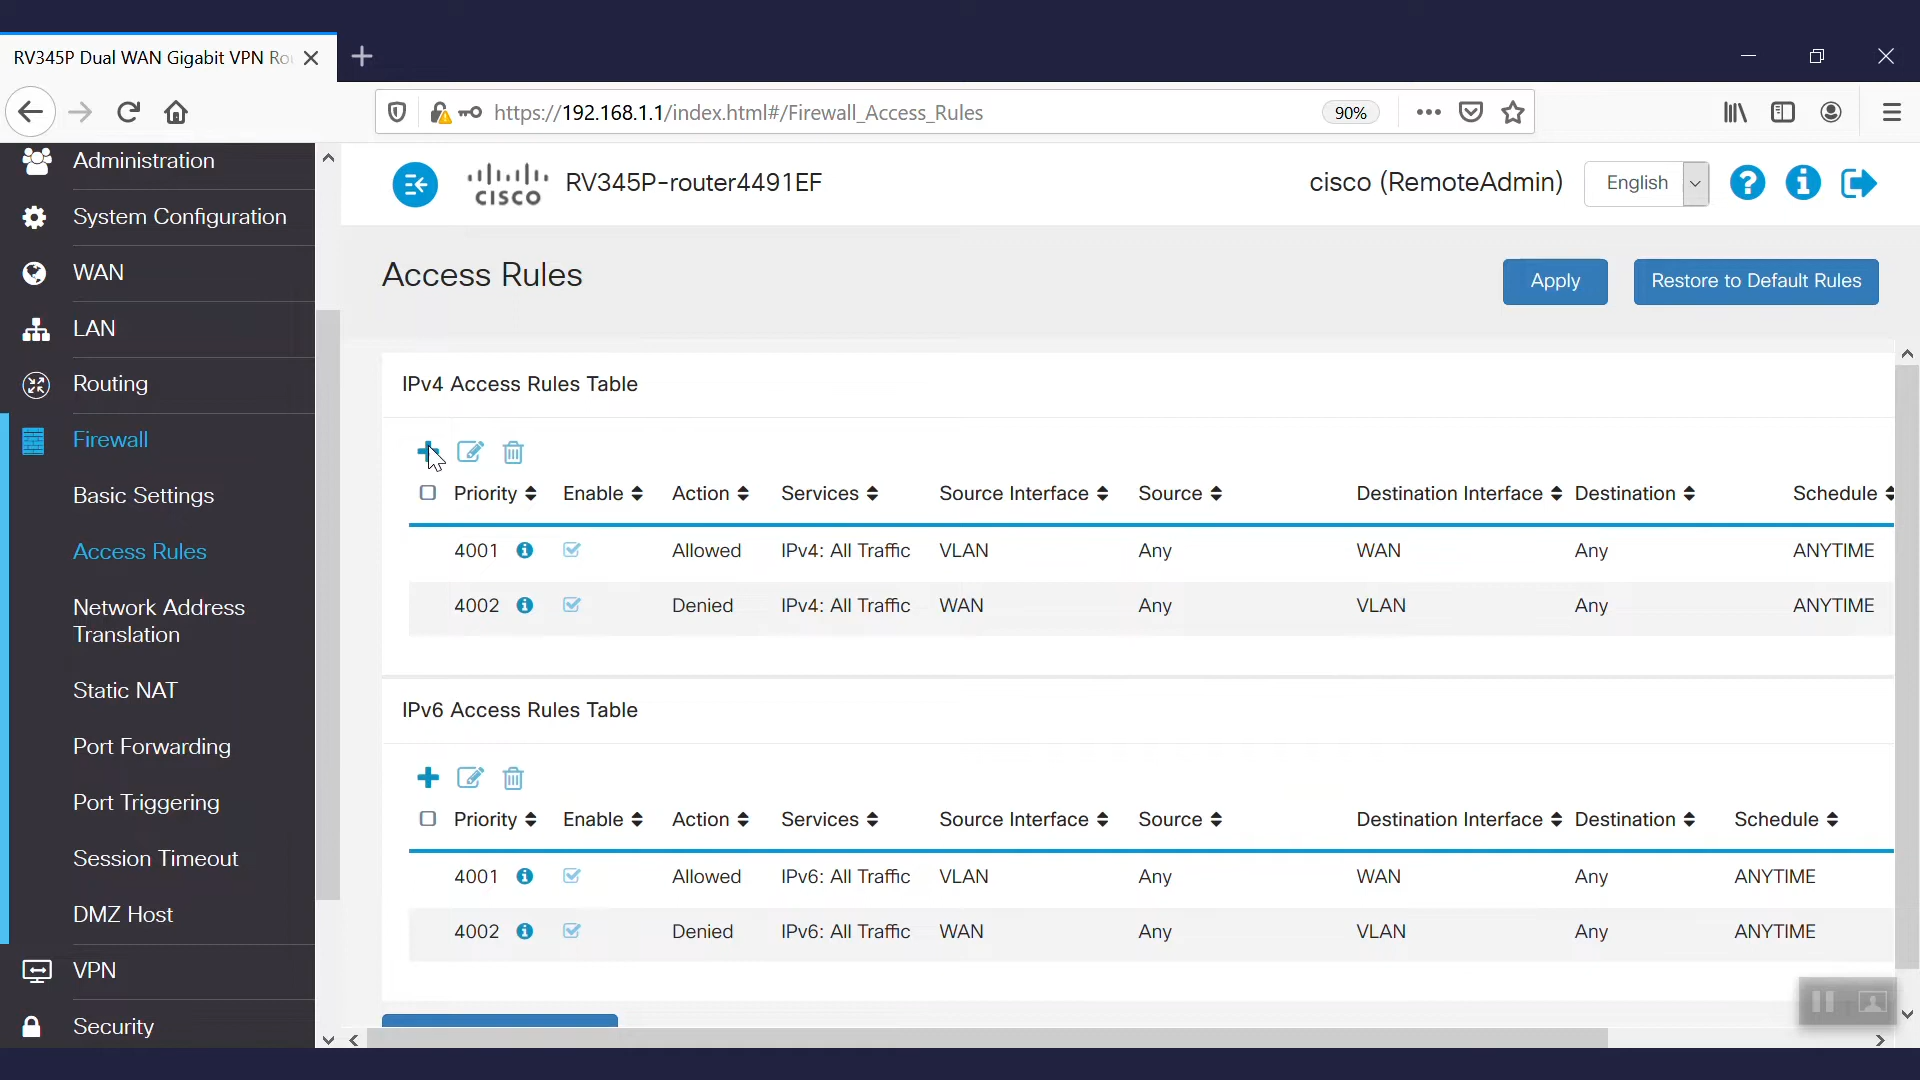 RV345P Dual WAN Gigabit VPN Rou
https://192.168.1.1/index.html#/Firewall_Access_Rules
90%
Administration
System Configuration
WAN
LAN
Routing
Firewall
Basic Settings
Access Rules
Network Address
Translation
Static NAT
Port Forwarding
Port Triggering
Session Timeout
DMZ Host
VPN
Security
CISCO
RV345P-router4491EF
cisco (RemoteAdmin)
English
Access Rules
Apply
Restore to Default Rules
IPv4 Access Rules Table
Priority Enable Action Services Source Interface Source Destination Interface Destination Schedule
4001 Allowed IPv4: All Traffic VLAN Any WAN Any ANYTIME
4002 Denied IPv4: All Traffic WAN Any VLAN Any ANYTIME
IPv6 Access Rules Table
Priority Enable Action Services Source Interface Source Destination Interface Destination Schedule
4001 Allowed IPv6: All Traffic VLAN Any WAN Any ANYTIME
4002 Denied IPv6: All Traffic WAN Any VLAN Any ANYTIME